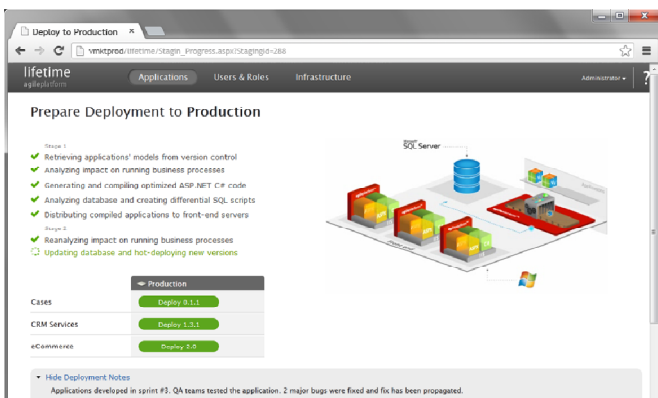 Deploy to Production
vmktprod/lifetime/Stagin_Progress.aspx?StagingId=288
lifetime
agileplatform
Applications
Users & Roles
Infrastructure
Administrator
?
Prepare Deployment to Production
Stage 1
Retrieving applications' models from version control
Analyzing impact on running business processes
Generating and compiling optimized ASP.NET C# code
Analyzing database and creating differential SQL scripts
Distributing compiled applications to front-end servers
Stage 2
Reanalyzing impact on running business processes
Updating database and hot-deploying new versions
SQL Server
Production
Cases
Deploy 0.1.1
CRM Services
Deploy 1.3.1
eCommerce
Deploy 2.0
Hide Deployment Notes
Applications developed in sprint #3. QA teams tested the application. 2 major bugs were fixed and fix has been propagated.